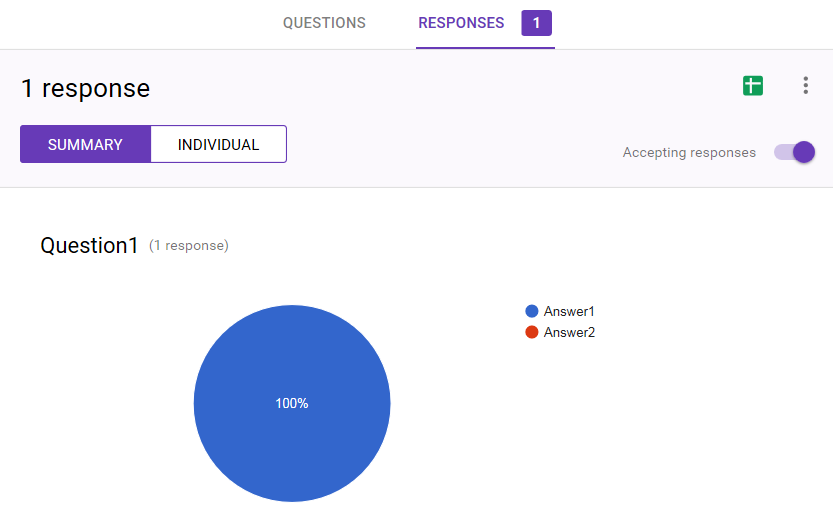 QUESTIONS RESPONSES 1
1 response
SUMMARY INDIVIDUAL
Accepting responses
Question1 (1 response)
Answer1
Answer2
100%